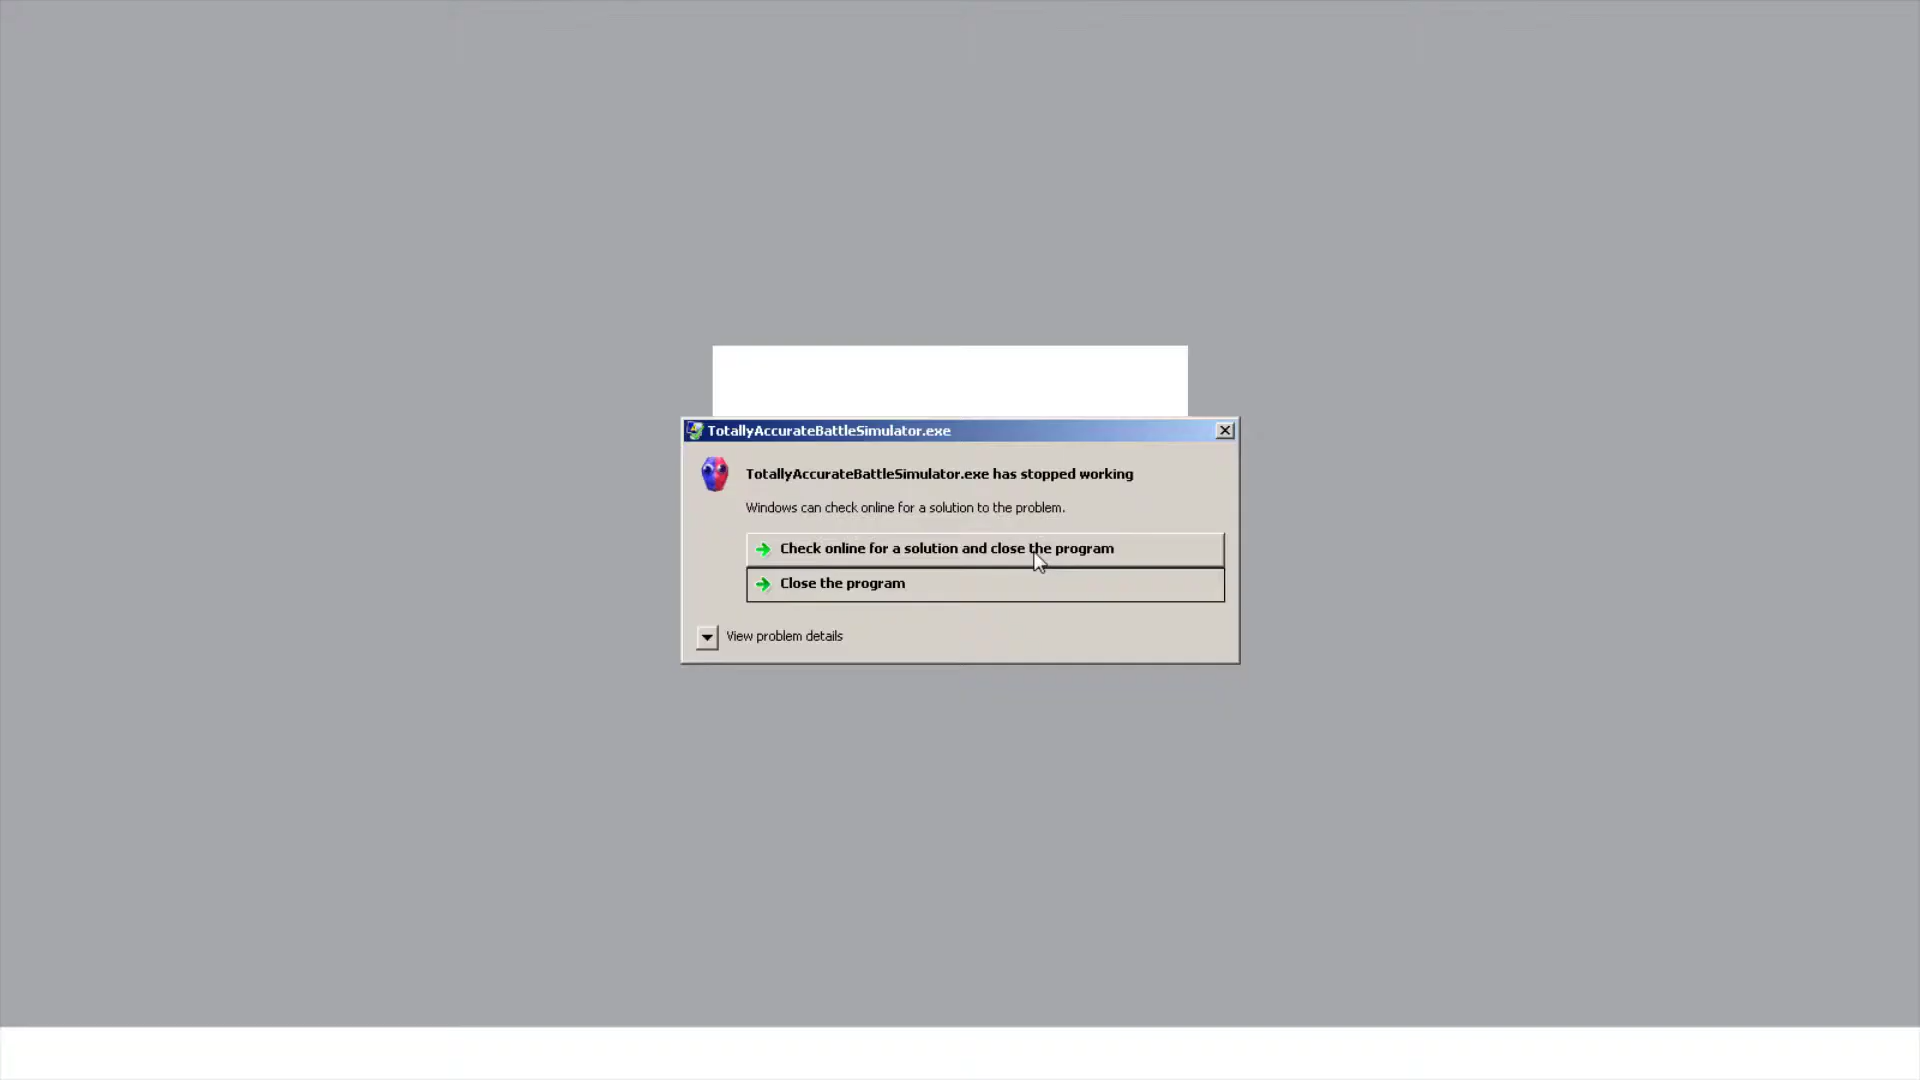 TotallyAccurateBattleSimulator.exe
TotallyAccurateBattleSimulator.exe has stopped working
Windows can check online for a solution to the problem.
Check online for a solution and close the program
Close the program
View problem details